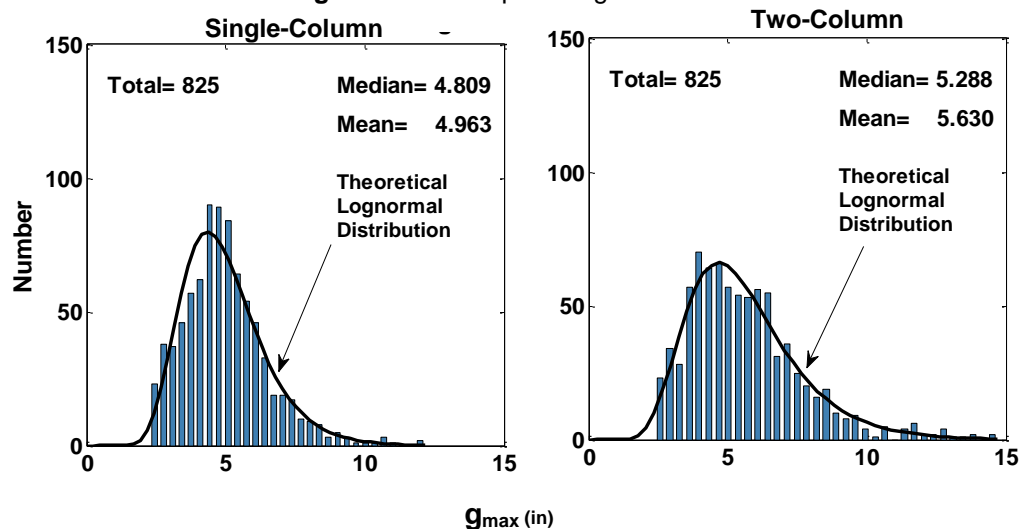 Single-Column
150
100
50
0
Number
Total= 825
Median= 4.809
Mean= 4.963
Theoretical
Lognormal
Distribution
0 5 10 15
Two-Column
150
100
50
0
Total= 825
Median= 5.288
Mean= 5.630
Theoretical
Lognormal
Distribution
0 5 10 15
gmax (in)